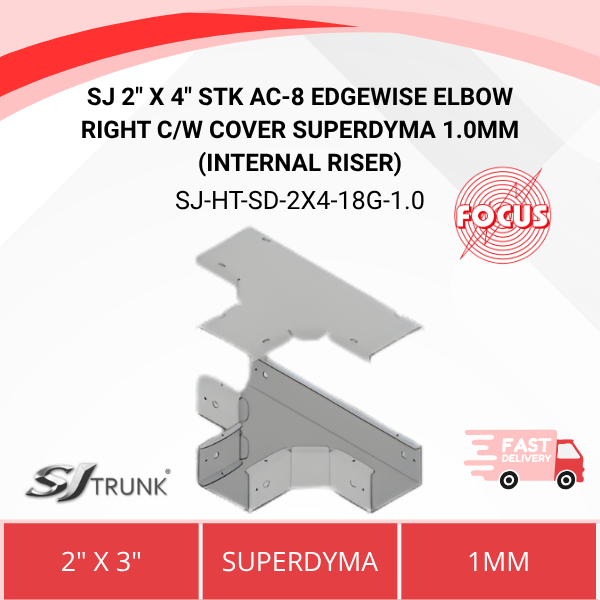 SJ 2" X 4" STK AC-8 EDGEWISE ELBOW
RIGHT C/W COVER SUPERDYMA 1.0MM
(INTERNAL RISER)
SJ-HT-SD-2X4-18G-1.0
FOCUS
FAST
DELIVERY
SJ TRUNK®
2" X 3"
SUPERDYMA
1MM